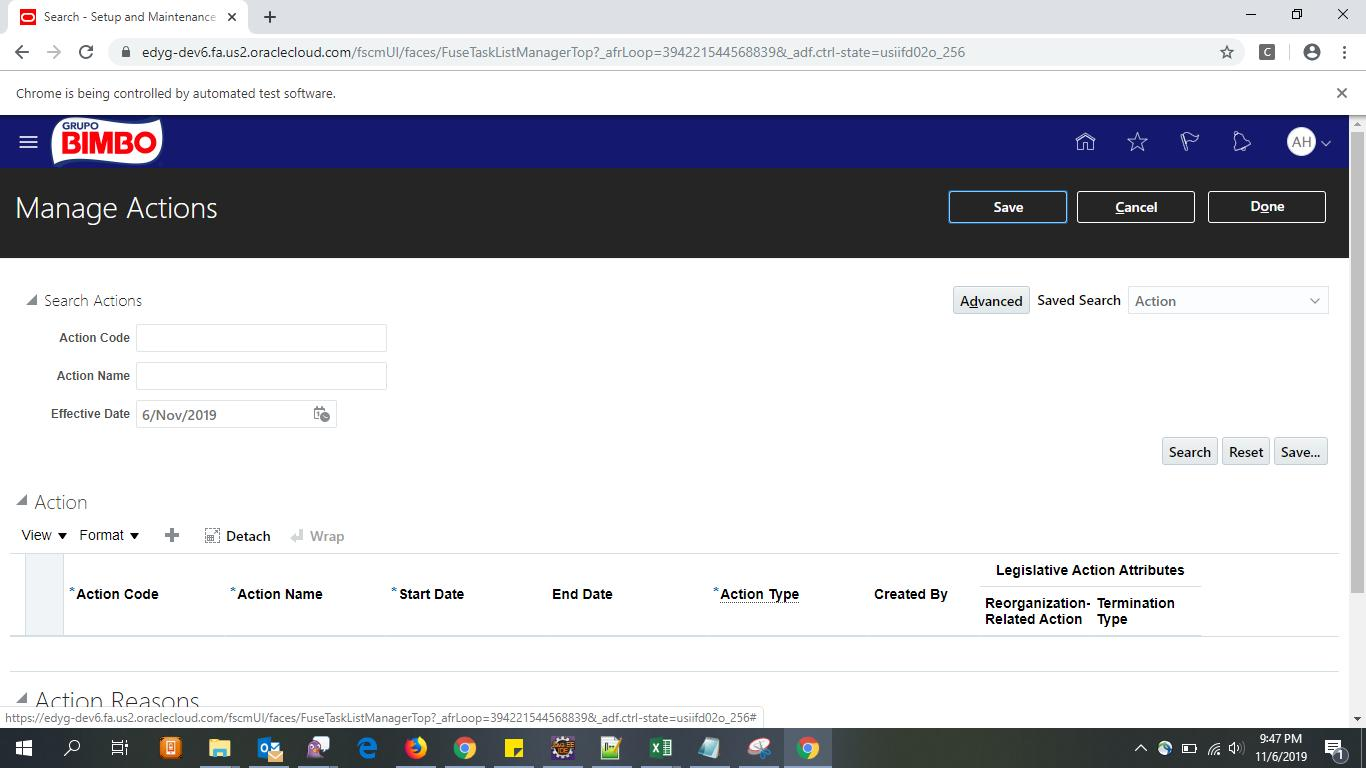 Search - Setup and Maintenance
edyg-dev6.fa.us2.oraclecloud.com/fscmUI/faces/FuseTaskListManagerTop?_afrLoop=394221544568839&_adf.ctrl-state=usiifd02o_256
C
Chrome is being controlled by automated test software.
GRUPO
BIMBO
AH
Manage Actions
Save
Cancel
Done
Search Actions
Advanced
Saved Search
Action
Action Code
Action Name
Effective Date
6/Nov/2019
Search
Reset
Save...
Action
View
Format
Detach
Wrap
Legislative Action Attributes
*Action Code
*Action Name
*Start Date
End Date
*Action Type
Created By
Reorganization-
Related Action
Termination
Type
Action Reasons
https://edyg-dev6.fa.us2.oraclecloud.com/fscmUI/faces/FuseTaskListManagerTop?_afrLoop=394221544568839&_adf.ctrl-state=usiifd02o_256#
9:47 PM
11/6/2019
1